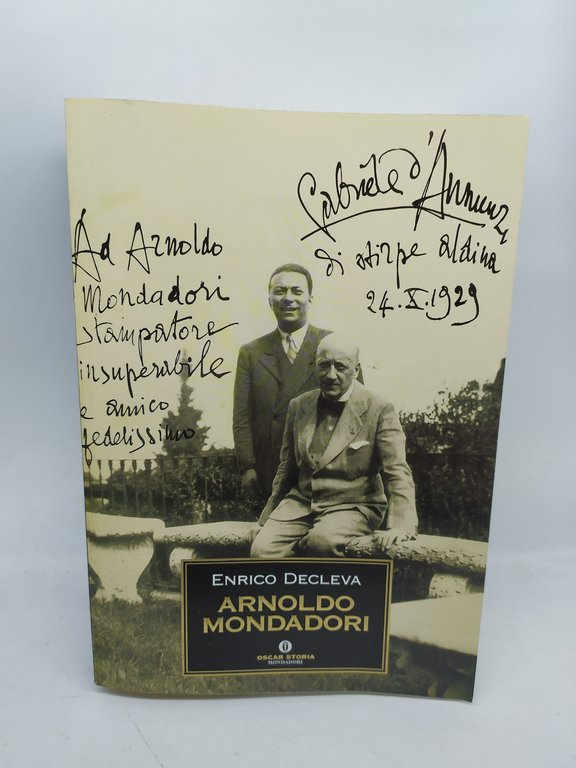 Gabriele d'Annunzio
di stirpe aldina
24.X.1929
Ad Arnoldo
Mondadori
stampatore
insuperabile
e amico
fedelissimo
ENRICO DECLEVA
ARNOLDO
MONDADORI
OSCAR STORIA
MONDADORI